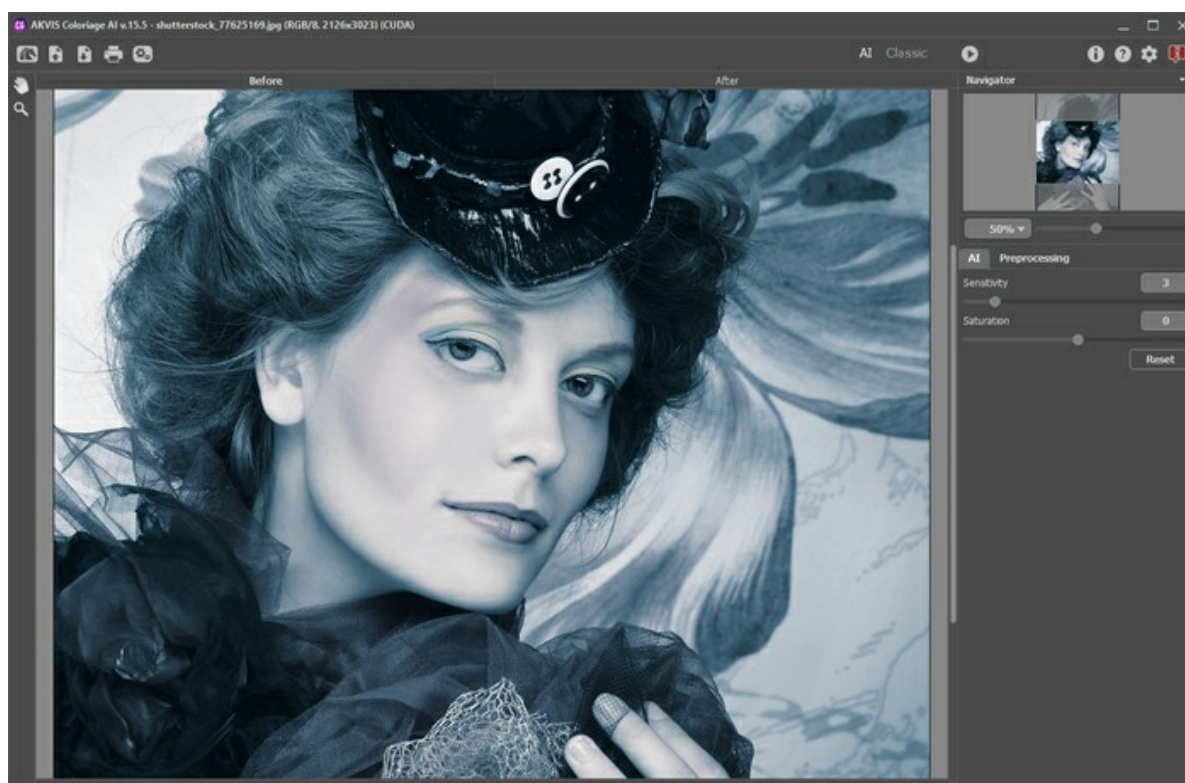 AKVIS Coloriage AI v.15.5 - shutterstock_77625169.jpg (RGB/8, 2126x3023) (CUDA)
AI Classic
Before After
Navigator
50%
AI Preprocessing
Sensitivity 3
Saturation 0
Reset